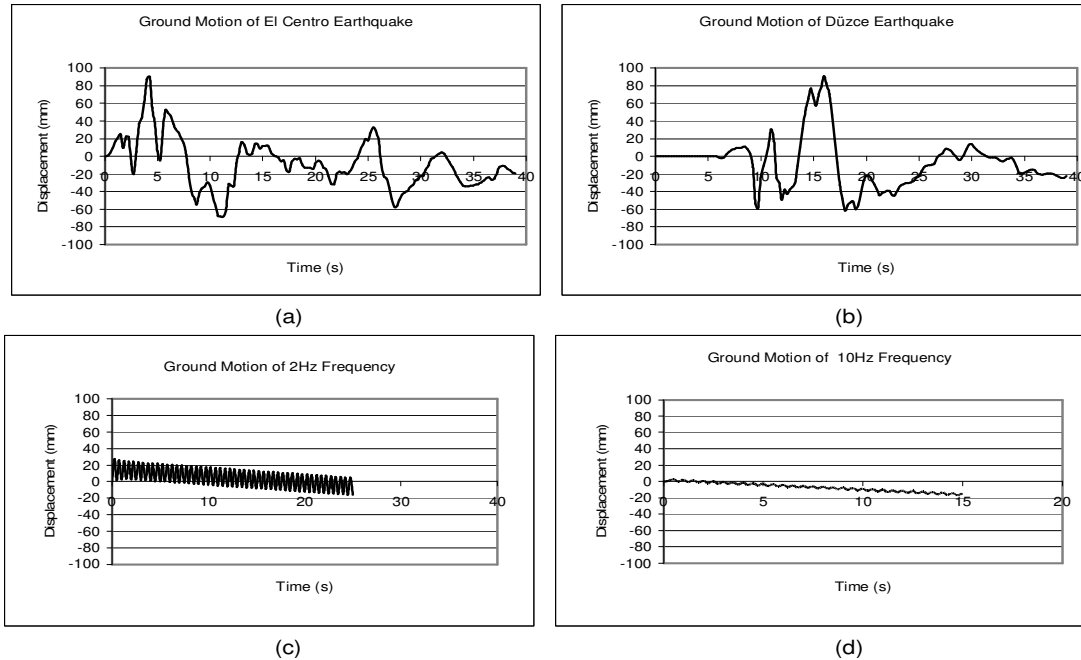 Ground Motion of El Centro Earthquake
100
80
60
40
20
0
-20
-40
-60
-80
-100
0 5 10 15 20 25 30 35 40
Displacement (mm)
Time (s)
(a)
Ground Motion of Düzce Earthquake
100
80
60
40
20
0
-20
-40
-60
-80
-100
0 5 10 15 20 25 30 35 40
Displacement (mm)
Time (s)
(b)
Ground Motion of 2Hz Frequency
100
80
60
40
20
0
-20
-40
-60
-80
-100
0 10 20 30 40
Displacement (mm)
Time (s)
(c)
Ground Motion of 10Hz Frequency
100
80
60
40
20
0
-20
-40
-60
-80
-100
0 5 10 15 20
Displacement (mm)
Time (s)
(d)